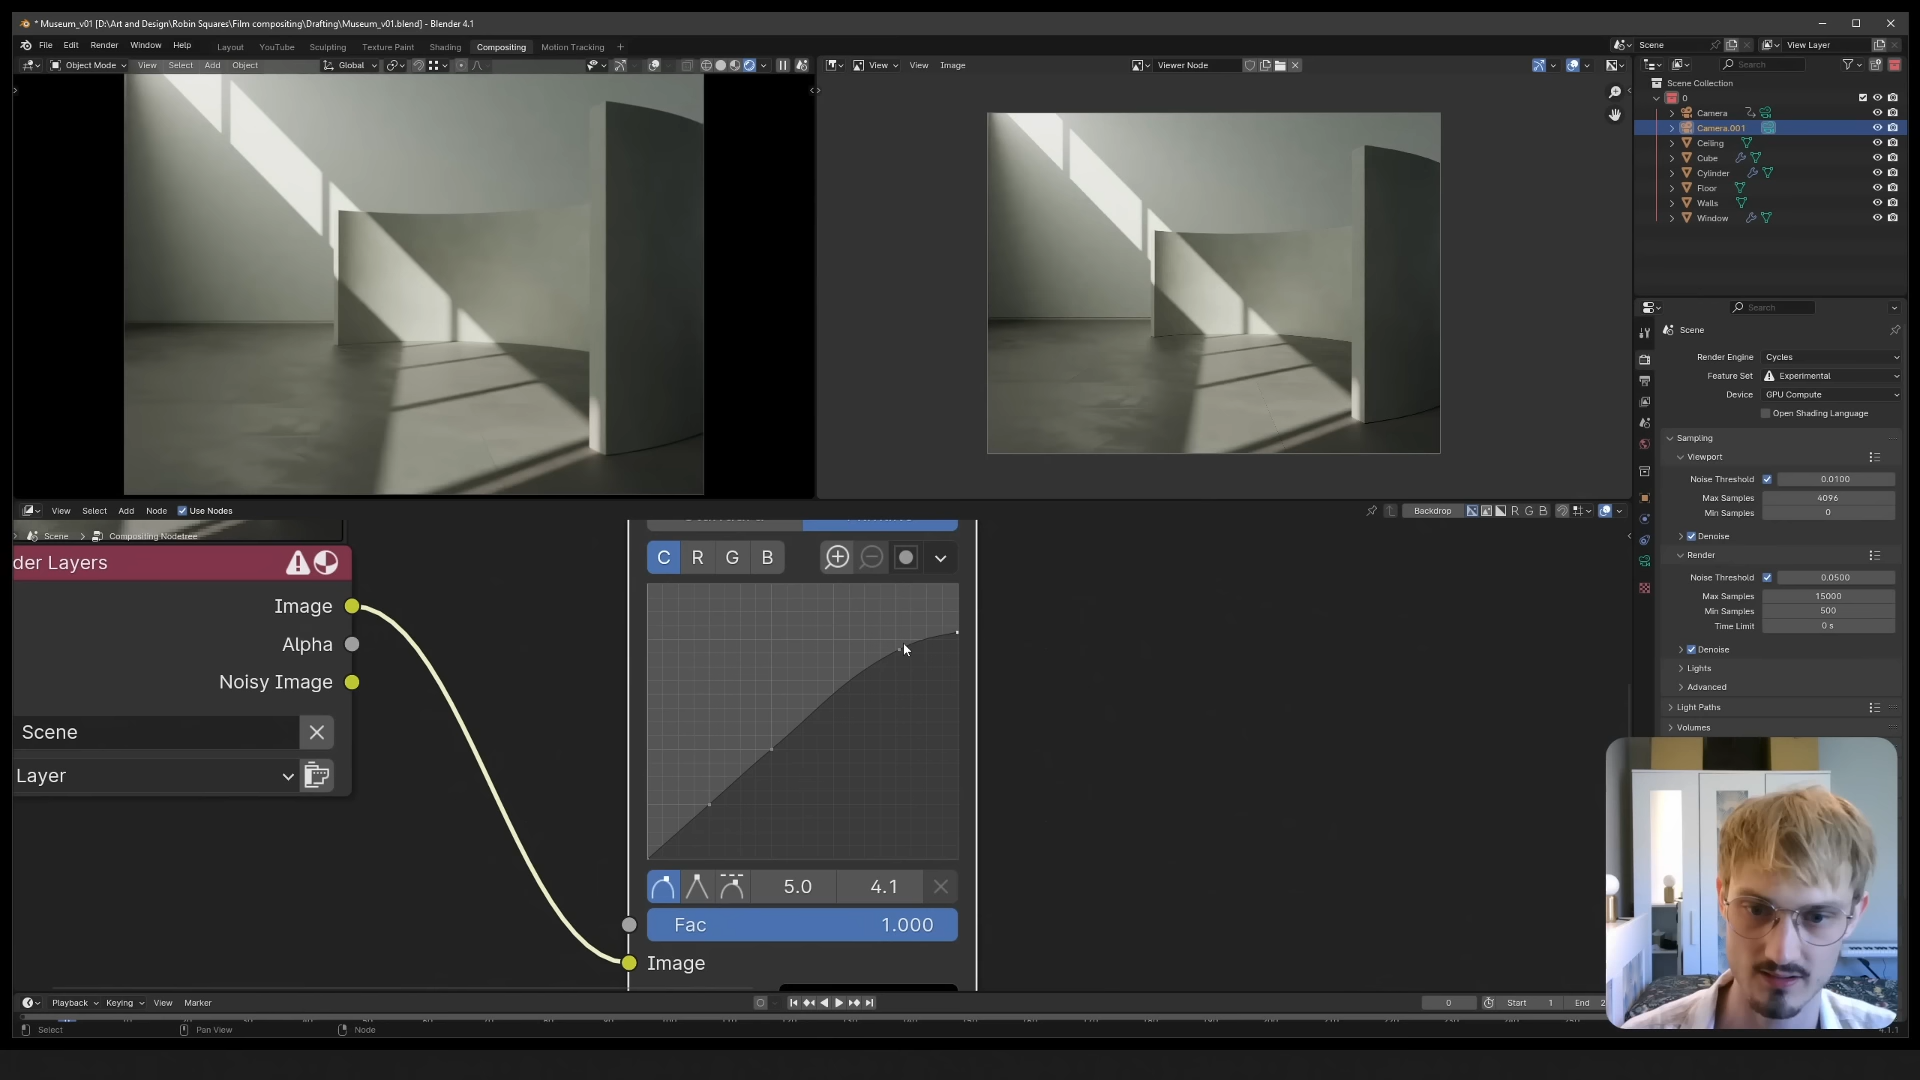 * Museum_v01 [D:\Art and Design\Robin Squares\Film compositing\Drafting\Museum_v01.blend] - Blender 4.1
File Edit Render Window Help Layout YouTube Sculpting Texture Paint Shading Compositing Motion Tracking +
Scene View Layer
Object Mode View Select Add Object Global
View View Image Viewer Node
Search
Scene Collection
0
Camera
Camera.001
Ceiling
Cube
Cylinder
Floor
Walls
Window
Search
Scene
Render Engine Cycles
Feature Set Experimental
Device GPU Compute
Open Shading Language
Sampling
Viewport
Noise Threshold 0.0100
Max Samples 4096
Min Samples 0
Denoise
Render
Noise Threshold 0.0500
Max Samples 15000
Min Samples 500
Time Limit 0 s
Denoise
Lights
Advanced
Light Paths
Volumes
View Select Add Node Use Nodes Backdrop R G B
Scene Compositing Nodetree
der Layers
Image
Alpha
Noisy Image
Scene
Layer
C R G B
5.0 4.1
Fac 1.000
Image
Playback Keying View Marker 0 Start 1 End 2
Select Pan View Node
4.1.1